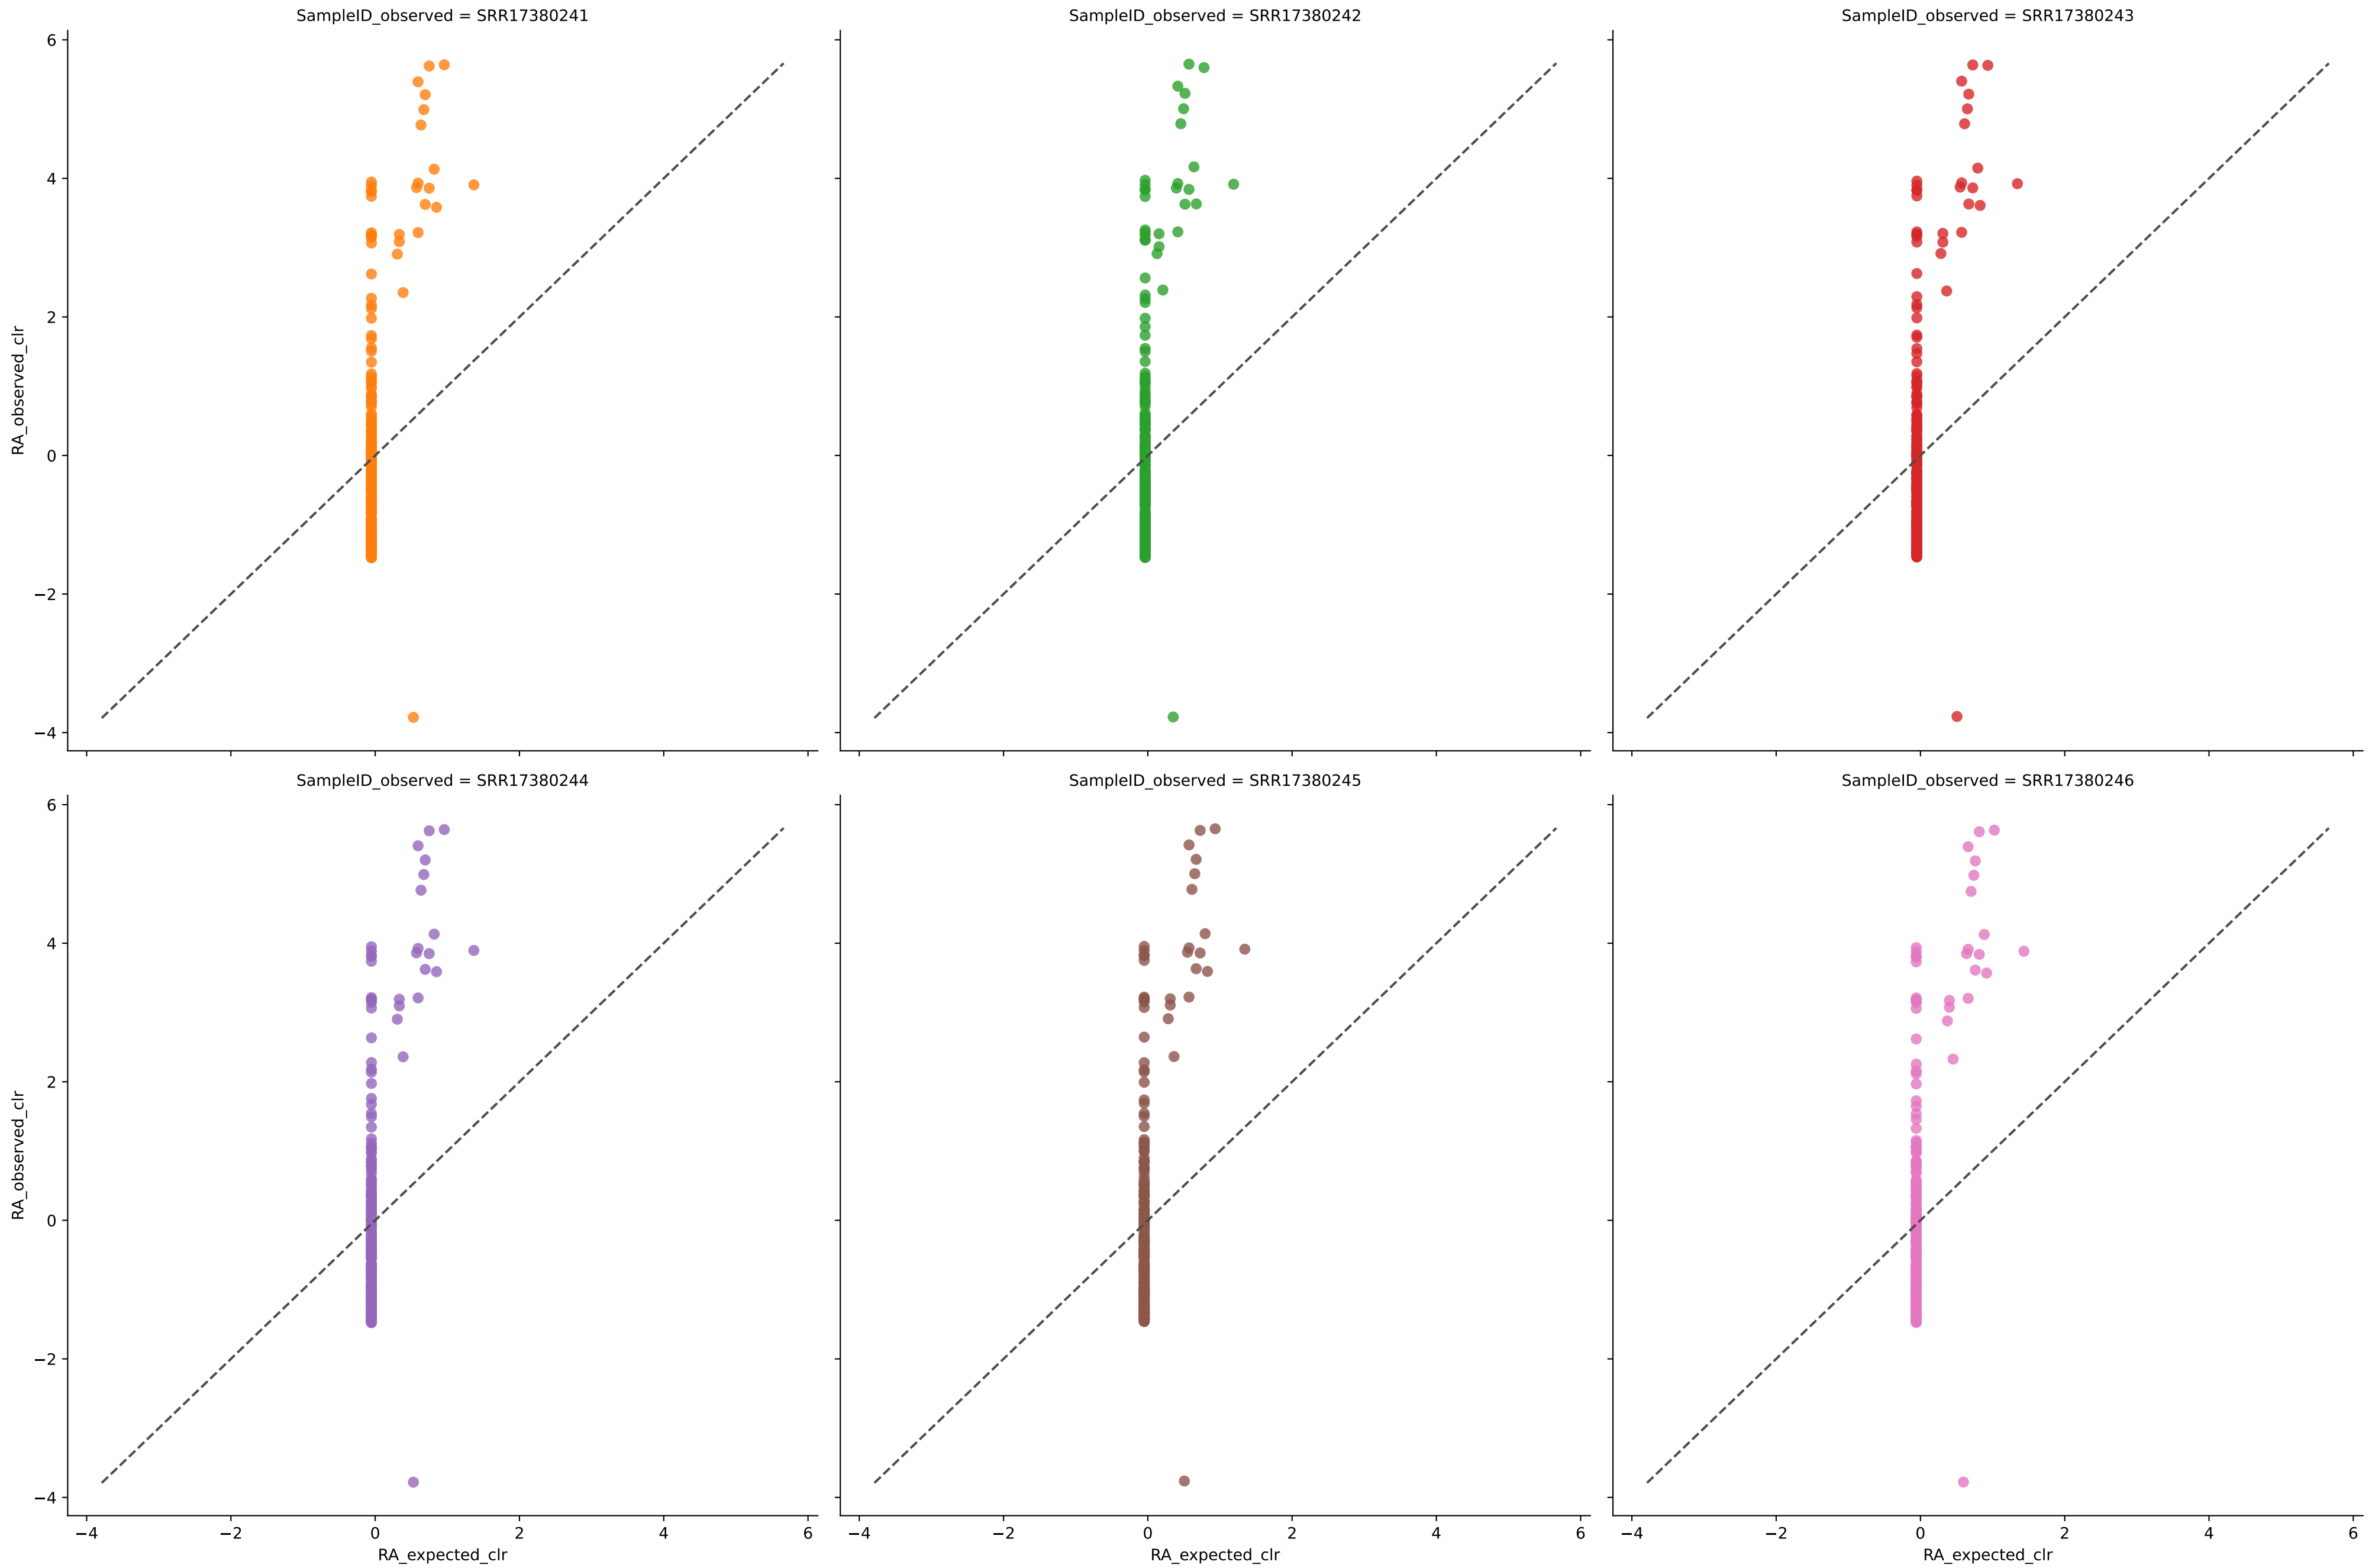 SampleID_observed = SRR17380241
SampleID_observed = SRR17380242
SampleID_observed = SRR17380243
6
4
2
0
−2
−4
RA_observed_clr
SampleID_observed = SRR17380244
SampleID_observed = SRR17380245
SampleID_observed = SRR17380246
6
4
2
0
−2
−4
RA_observed_clr
−4 −2 0 2 4 6
−4 −2 0 2 4 6
−4 −2 0 2 4 6
RA_expected_clr
RA_expected_clr
RA_expected_clr